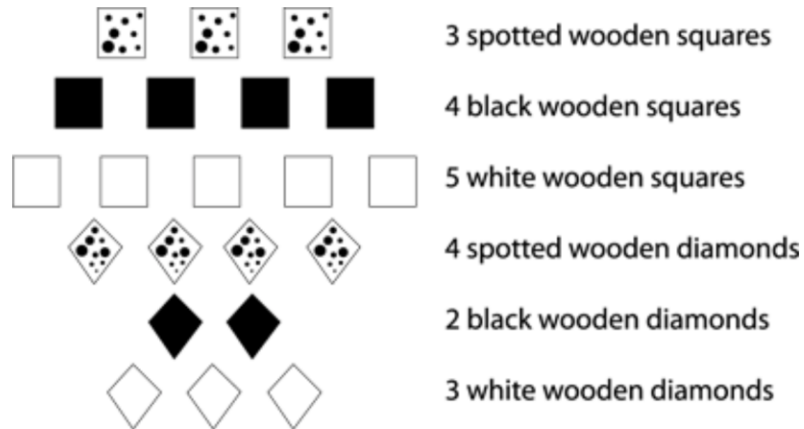 3 spotted wooden squares
4 black wooden squares
5 white wooden squares
4 spotted wooden diamonds
2 black wooden diamonds
3 white wooden diamonds